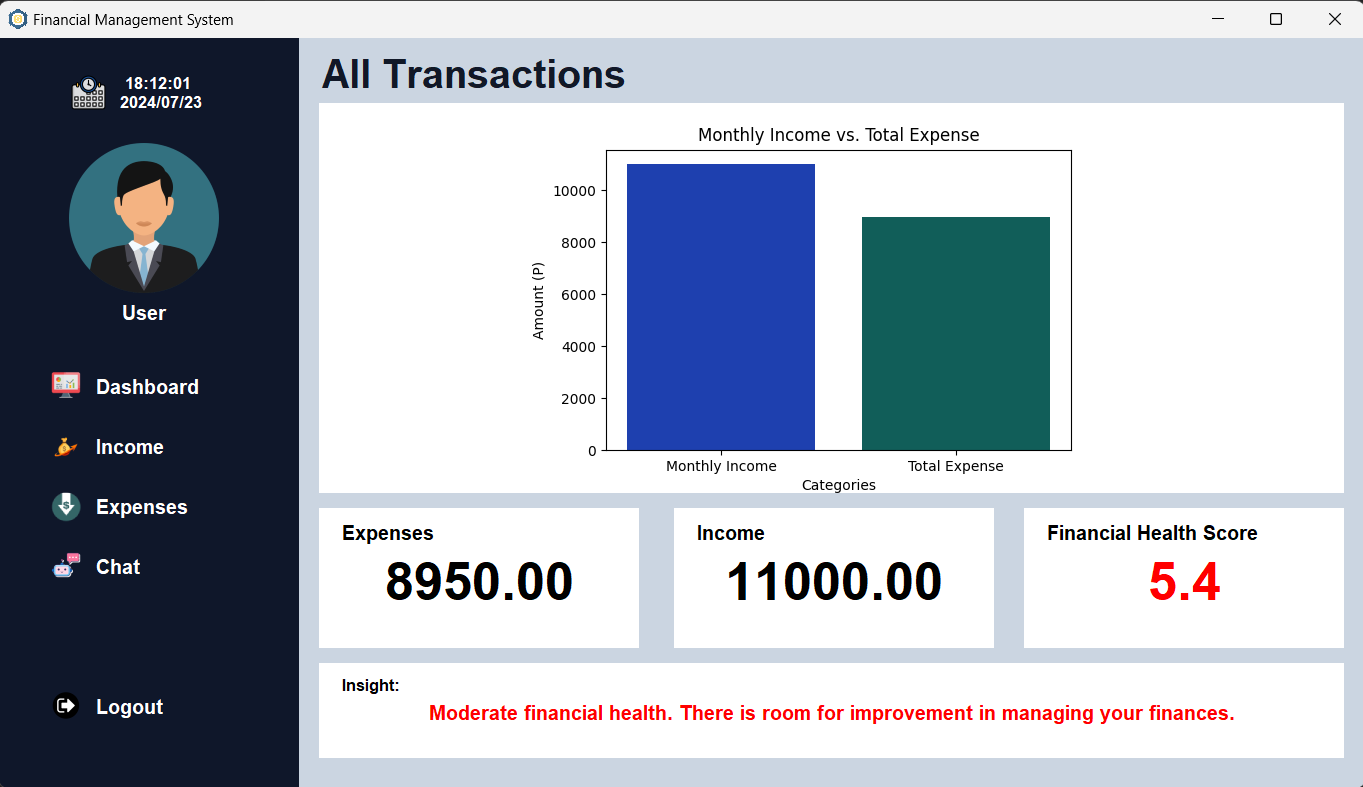 Financial Management System
18:12:01
2024/07/23
User
Dashboard
Income
Expenses
Chat
Logout
All Transactions
Monthly Income vs. Total Expense
Amount (P)
10000
8000
6000
4000
2000
0
Monthly Income
Total Expense
Categories
Expenses
8950.00
Income
11000.00
Financial Health Score
5.4
Insight:
Moderate financial health. There is room for improvement in managing your finances.